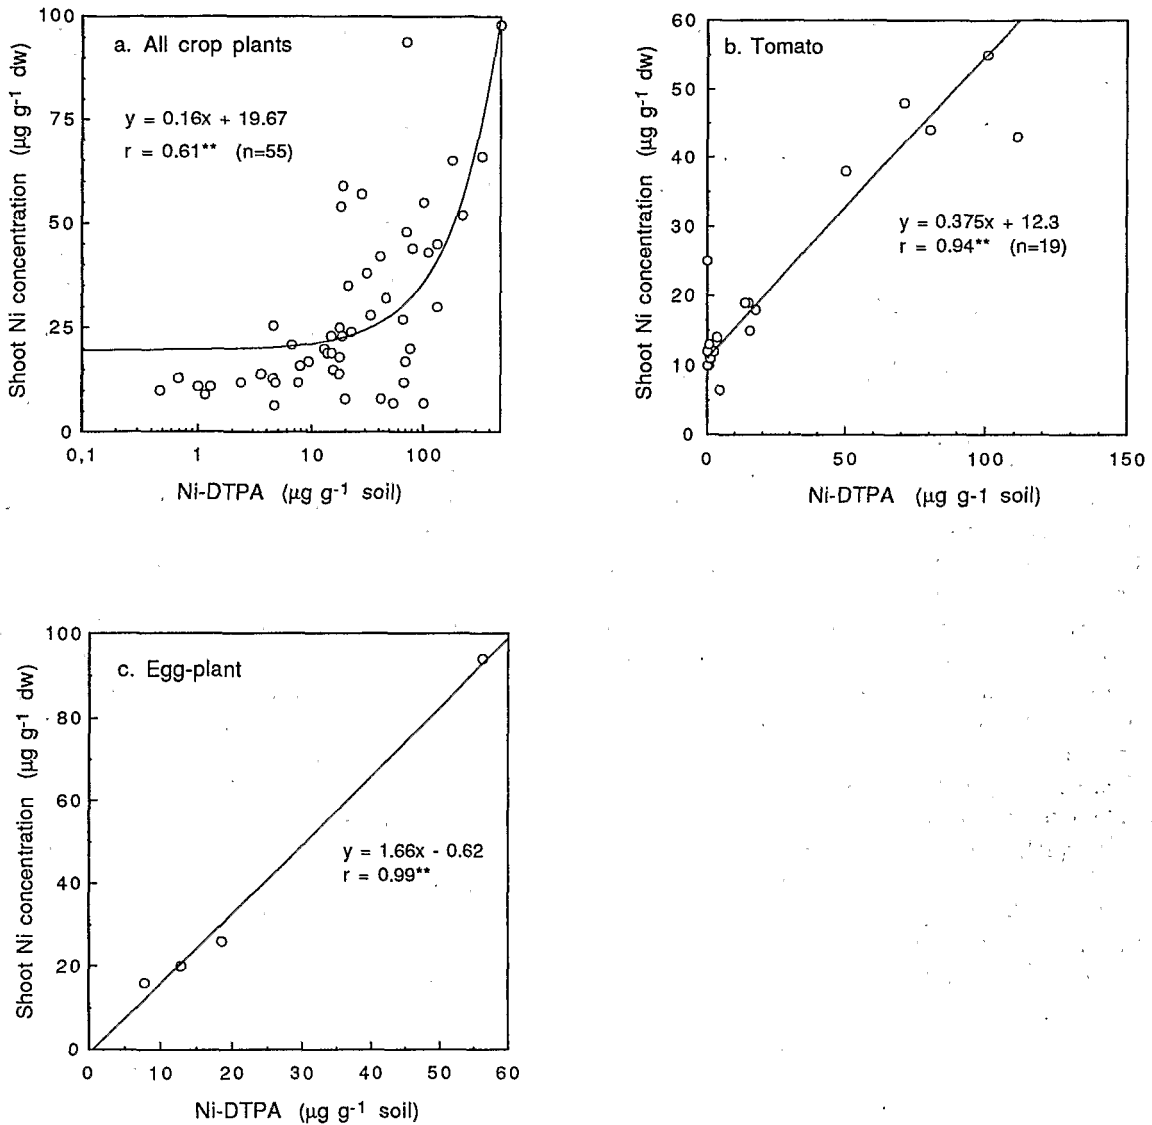 a. All crop plants
y = 0.16x + 19.67
r = 0.61** (n=55)
Shoot Ni concentration (µg g-1 dw)
100
75
50
25
0
0,1 1 10 100
Ni-DTPA (µg g-1 soil)
b. Tomato
y = 0.375x + 12.3
r = 0.94** (n=19)
Shoot Ni concentration (µg g-1 dw)
60
50
40
30
20
10
0
0 50 100 150
Ni-DTPA (µg g-1 soil)
c. Egg-plant
y = 1.66x - 0.62
r = 0.99**
Shoot Ni concentration (µg g-1 dw)
100
80
60
40
20
0
0 10 20 30 40 50 60
Ni-DTPA (µg g-1 soil)